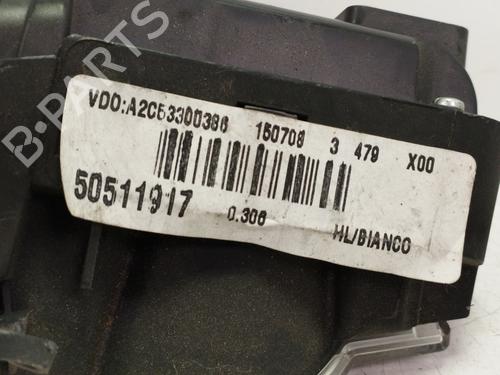 B-PARTS
VDO:A2C53300386 150708 3 479 X00
50511917 0.306 HL/BIANCO